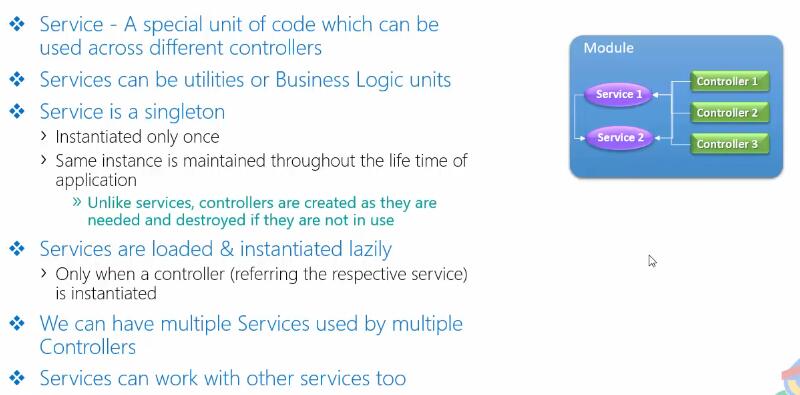 ❖ Service - A special unit of code which can be
used across different controllers
❖ Services can be utilities or Business Logic units
❖ Service is a singleton
› Instantiated only once
› Same instance is maintained throughout the life time of
application
» Unlike services, controllers are created as they are
needed and destroyed if they are not in use
❖ Services are loaded & instantiated lazily
› Only when a controller (referring the respective service)
is instantiated
❖ We can have multiple Services used by multiple
Controllers
❖ Services can work with other services too
Module
Service 1
Service 2
Controller 1
Controller 2
Controller 3